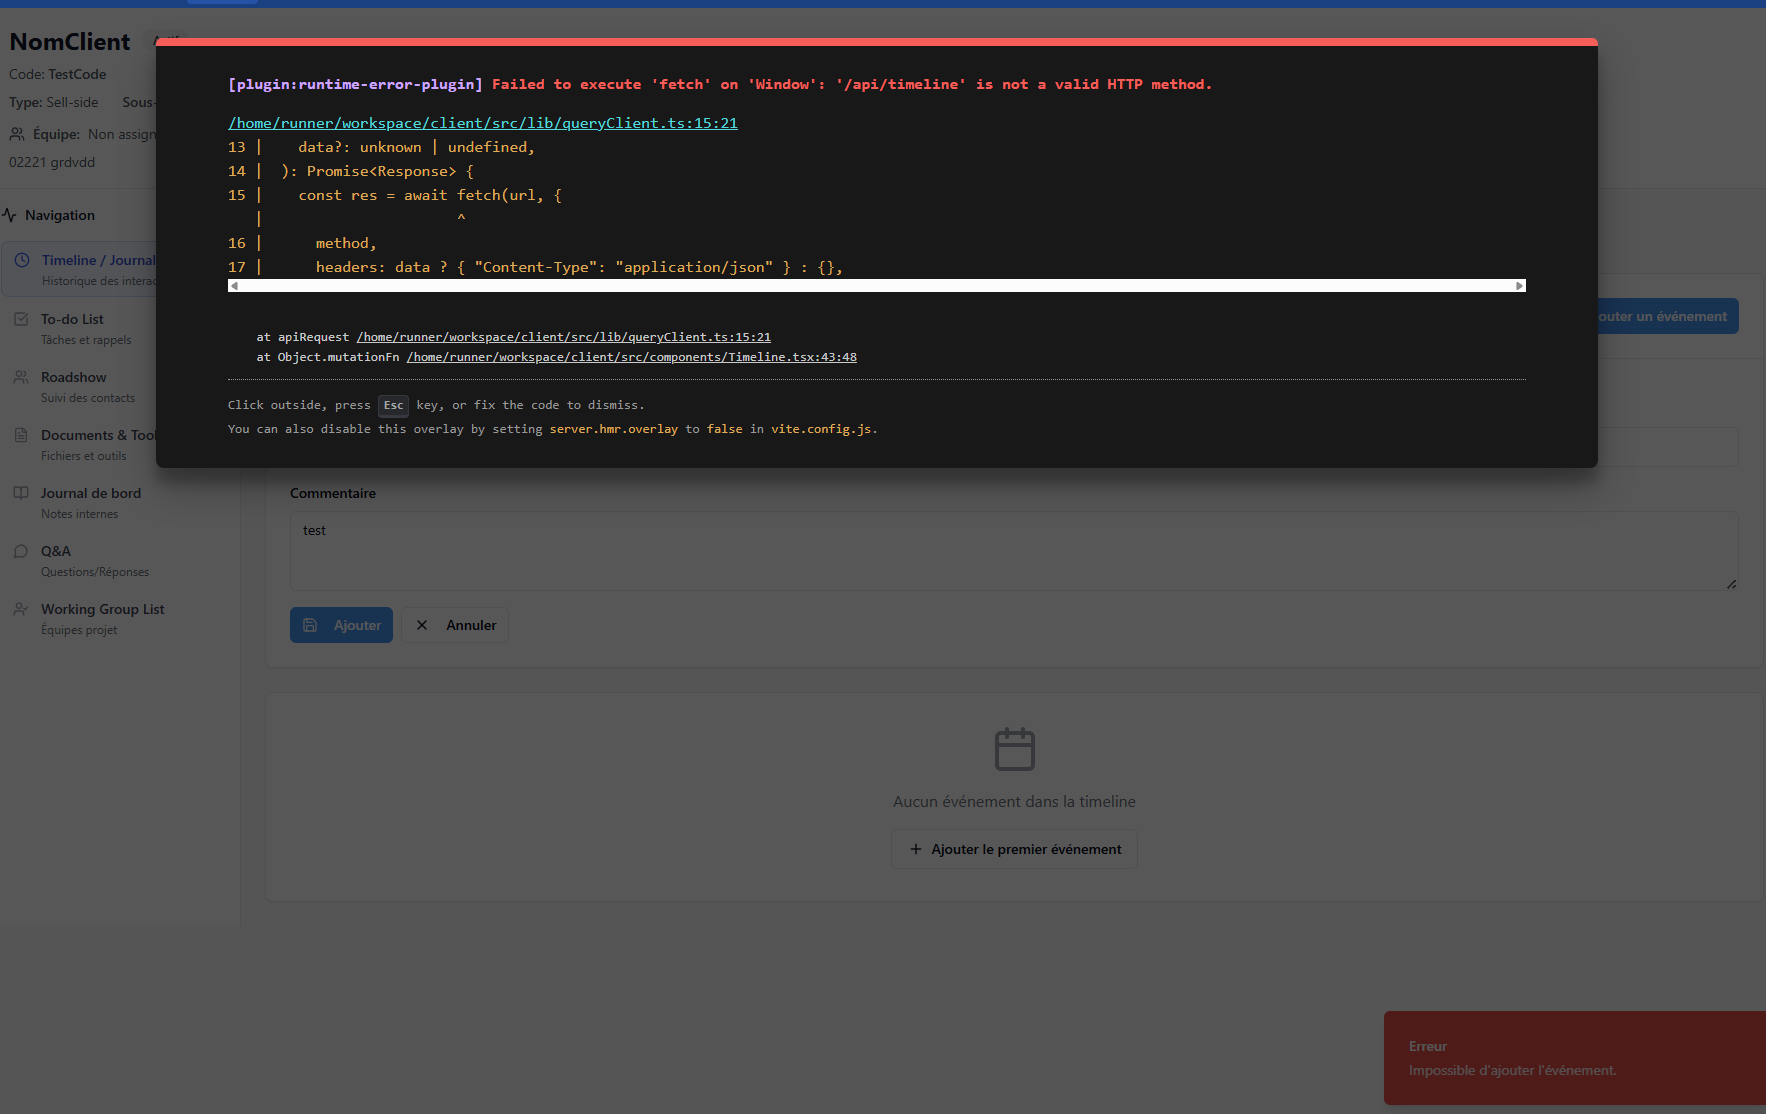 NomClient
Code: TestCode
Type: Sell-side Sous-
Équipe: Non assign
02221 grdvdd
[plugin:runtime-error-plugin] Failed to execute 'fetch' on 'Window': '/api/timeline' is not a valid HTTP method.
/home/runner/workspace/client/src/lib/queryClient.ts:15:21
13 | data?: unknown | undefined,
14 | ): Promise<Response> {
15 | const res = await fetch(url, {
| ^
16 | method,
17 | headers: data ? { "Content-Type": "application/json" } : {},
at apiRequest /home/runner/workspace/client/src/lib/queryClient.ts:15:21
at Object.mutationFn /home/runner/workspace/client/src/components/Timeline.tsx:43:48
Click outside, press Esc key, or fix the code to dismiss.
You can also disable this overlay by setting server.hmr.overlay to false in vite.config.js.
Navigation
Timeline / Journal
Historique des interac
To-do List
Tâches et rappels
Roadshow
Suivi des contacts
Documents & Tool
Fichiers et outils
Journal de bord
Notes internes
Q&A
Questions/Réponses
Working Group List
Équipes projet
outer un événement
Commentaire
test
Ajouter
Annuler
Aucun événement dans la timeline
Ajouter le premier événement
Erreur
Impossible d'ajouter l'événement.